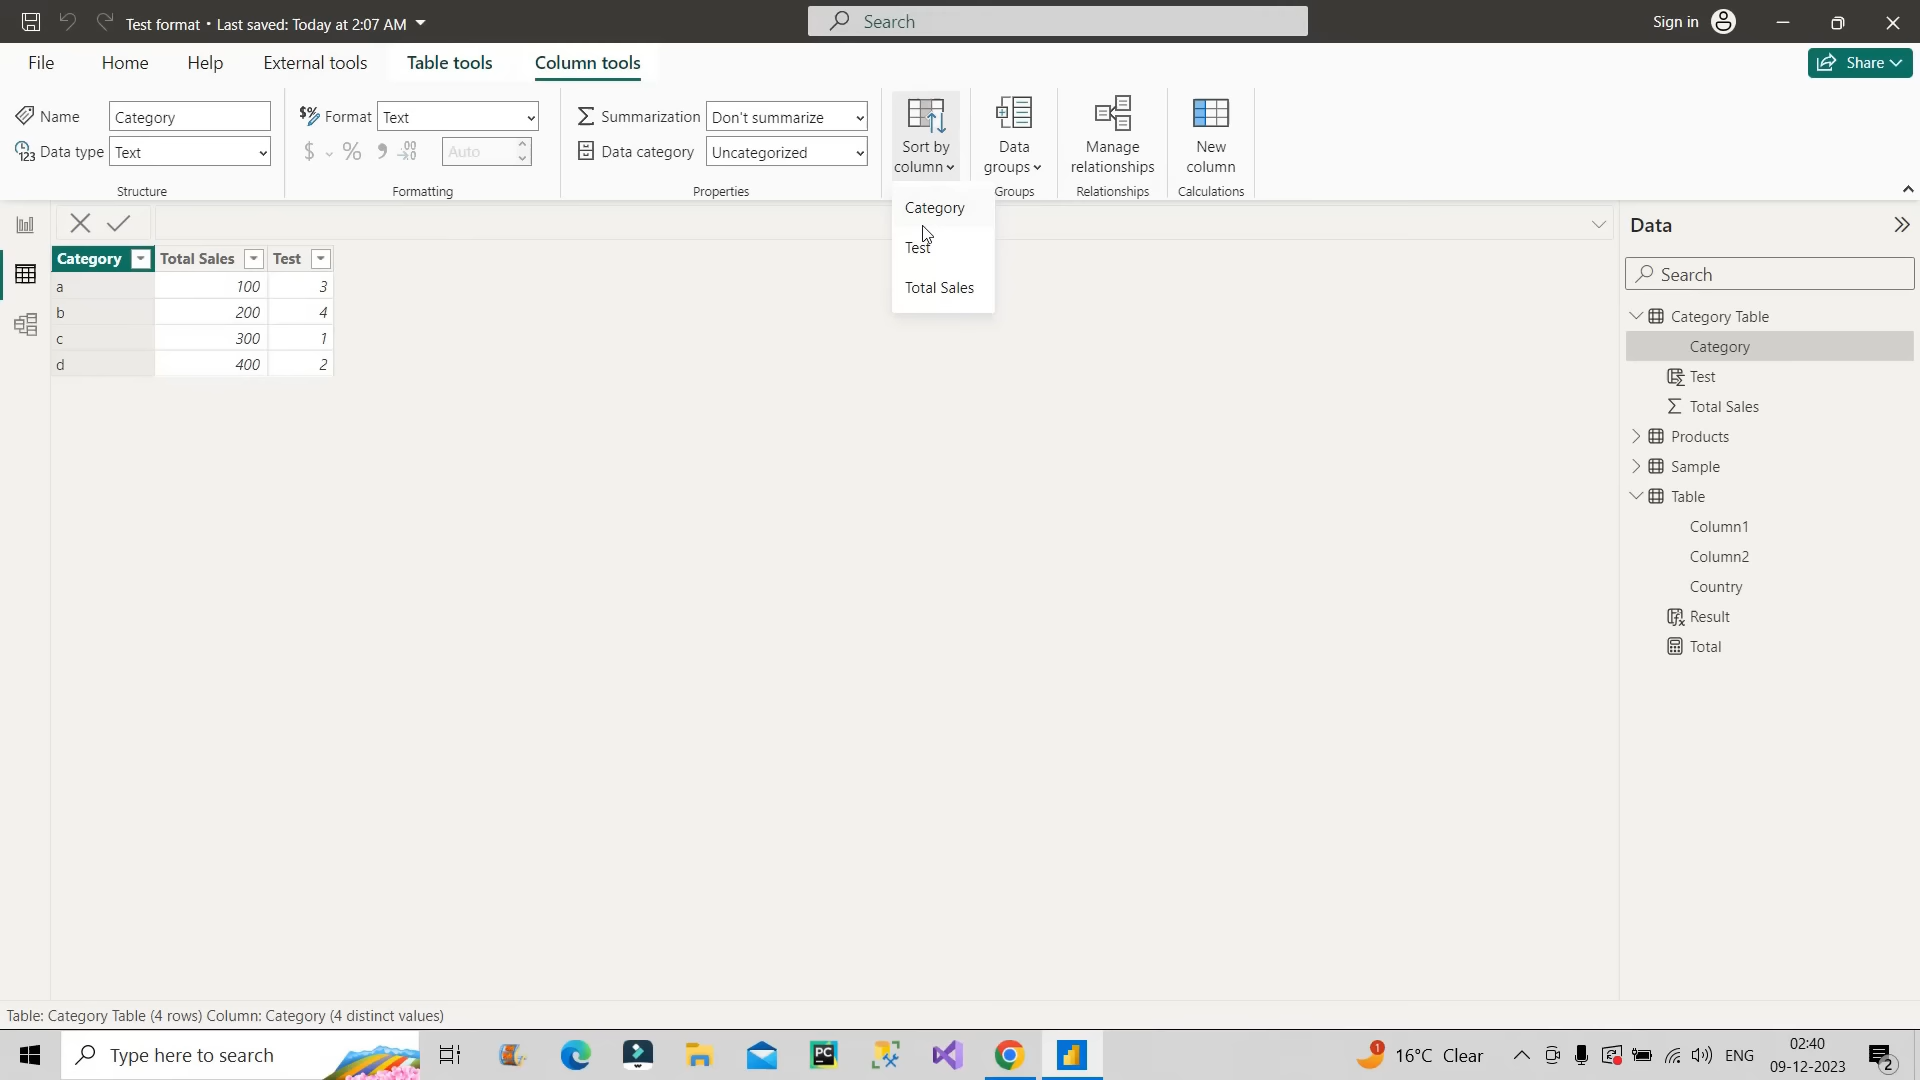 Test format • Last saved: Today at 2:07 AM
Search
Sign in
File Home Help External tools Table tools Column tools
Share
Name Category
Format Text
Summarization Don't summarize
Data type Text
$ % Auto
Data category Uncategorized
Sort by column
Data groups
Manage relationships
New column
Structure Formatting Properties Groups Relationships Calculations
Category
Test
Total Sales
Category Total Sales Test
a 100 3
b 200 4
c 300 1
d 400 2
Data
Search
Category Table
Category
Test
Total Sales
Products
Sample
Table
Column1
Column2
Country
Result
Total
Table: Category Table (4 rows) Column: Category (4 distinct values)
Type here to search
PC
1
16°C Clear
ENG
02:40
09-12-2023
2